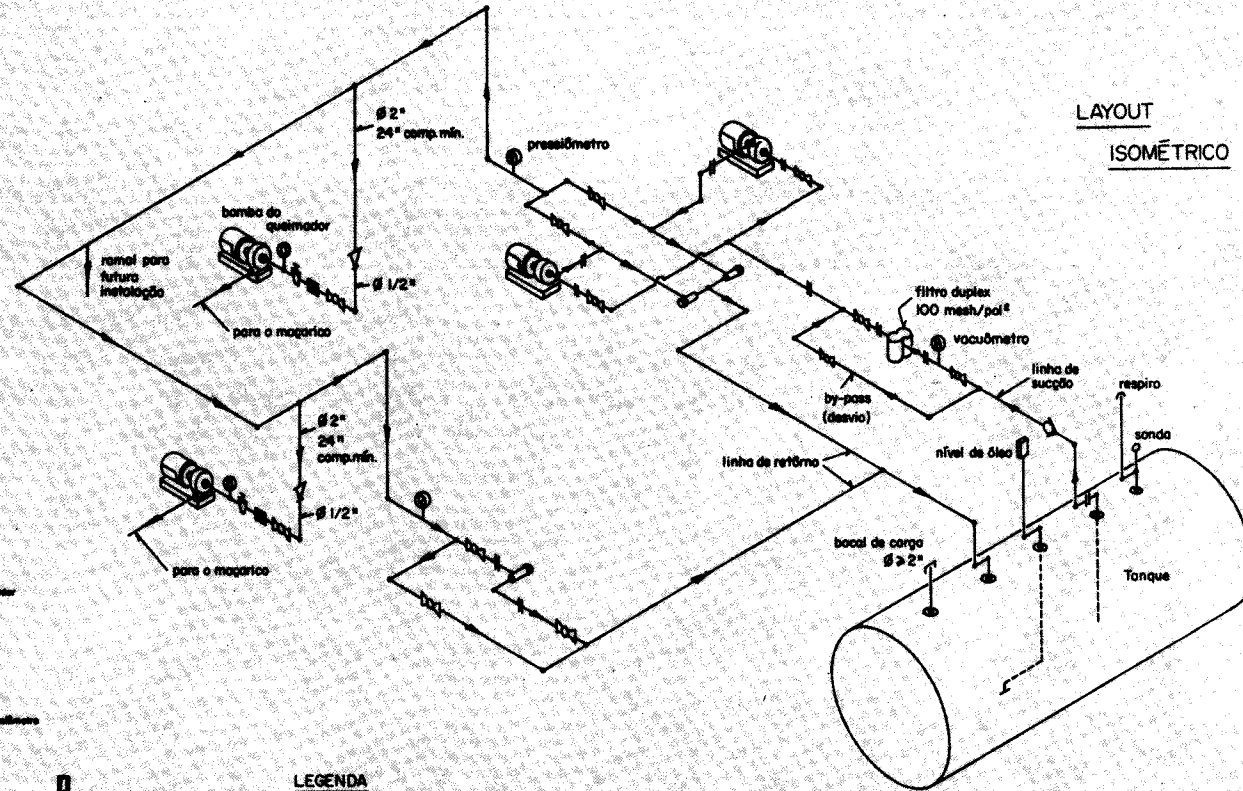 LAYOUT
ISOMÉTRICO
Ø 2"
24" comp. mín.
pressiômetro
bomba do
queimador
ramal para
futura
instalação
Ø 1/2"
para o maçarico
filtro duplex
100 mesh/pol²
vacuômetro
linha de
sucção
respiro
by-pass
(desvio)
sonda
nível de óleo
linha de retôrno
Ø 2"
24"
comp. mín.
Ø 1/2"
para o maçarico
bocal de carga
Ø ≥ 2"
Tanque
LEGENDA